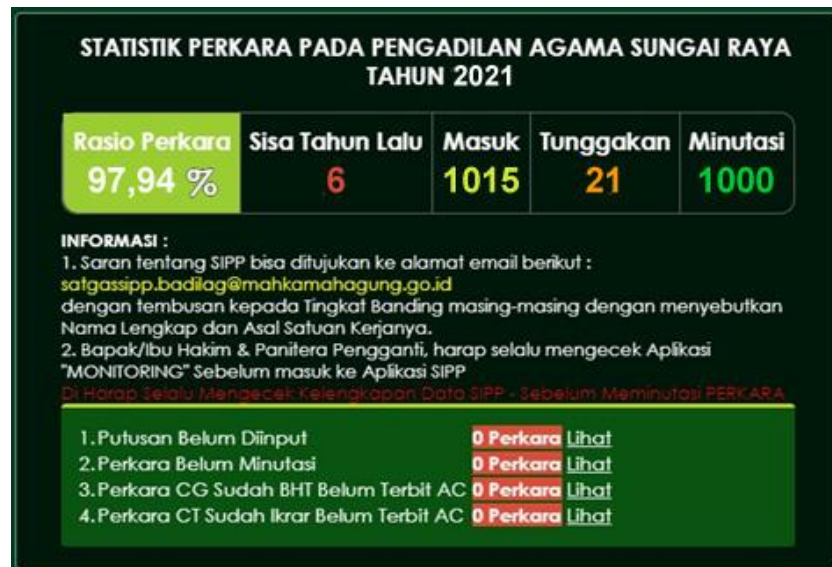 STATISTIK PERKARA PADA PENGADILAN AGAMA SUNGAI RAYA
TAHUN 2021
Rasio Perkara Sisa Tahun Lalu Masuk Tunggakan Minutasi
97,94 % 6 1015 21 1000
INFORMASI :
1. Saran tentang SIPP bisa ditujukan ke alamat email berikut :
satgassipp.badilag@mahkamahagung.go.id
dengan tembusan kepada Tingkat Banding masing-masing dengan menyebutkan
Nama Lengkap dan Asal Satuan Kerjanya.
2. Bapak/Ibu Hakim & Panitera Pengganti, harap selalu mengecek Aplikasi
"MONITORING" Sebelum masuk ke Aplikasi SIPP
Di Harap Selalu Mengecek Kelengkapan Data SIPP - Sebelum Meminutasi PERKARA
1. Putusan Belum Diinput 0 Perkara Lihat
2. Perkara Belum Minutasi 0 Perkara Lihat
3. Perkara CG Sudah BHT Belum Terbit AC 0 Perkara Lihat
4. Perkara CT Sudah Ikrar Belum Terbit AC 0 Perkara Lihat